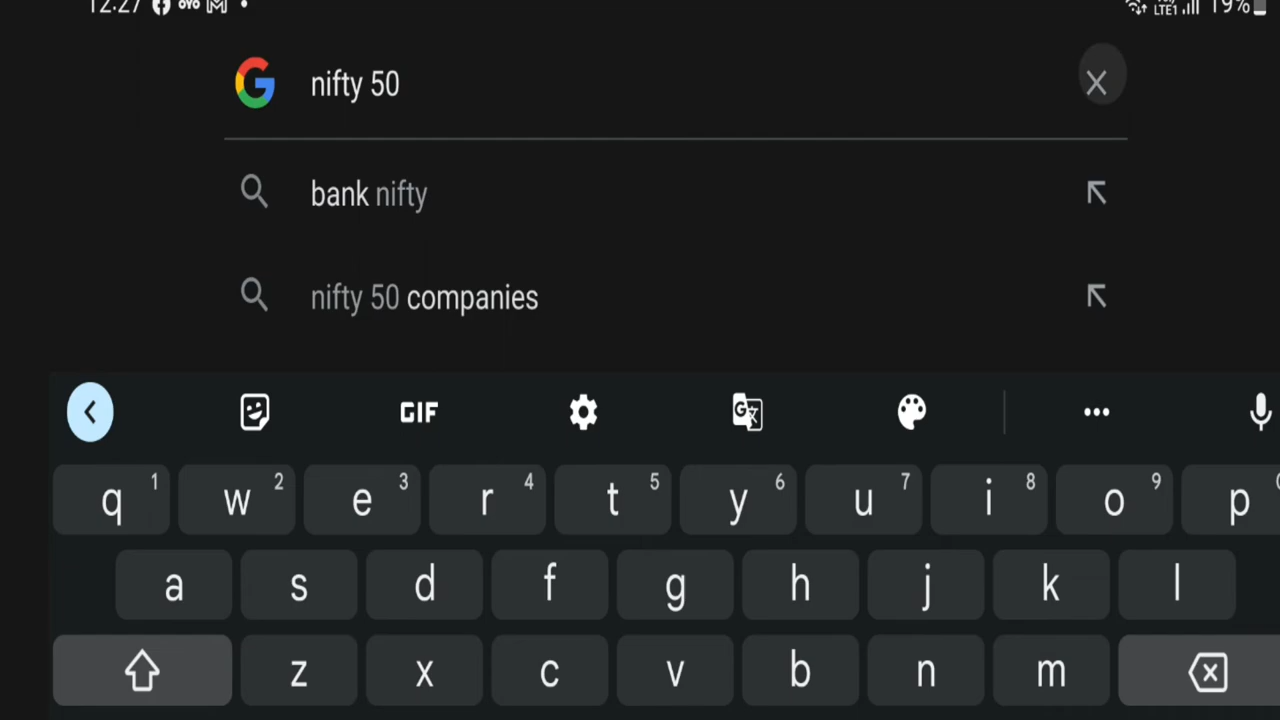 12:27 LTE1 19%
nifty 50
bank nifty
nifty 50 companies
GIF
q 1 w 2 e 3 r 4 t 5 y 6 u 7 i 8 o 9 p
a s d f g h j k l
z x c v b n m